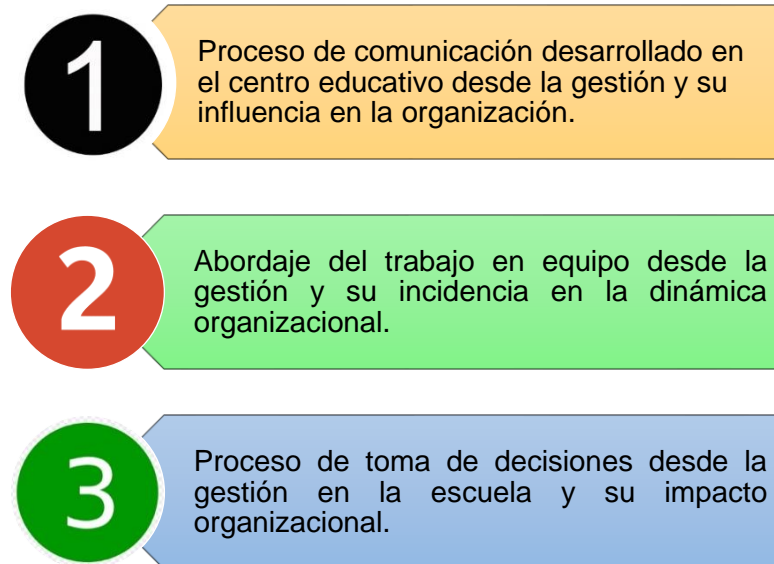 1
Proceso de comunicación desarrollado en
el centro educativo desde la gestión y su
influencia en la organización.
2
Abordaje del trabajo en equipo desde la
gestión y su incidencia en la dinámica
organizacional.
3
Proceso de toma de decisiones desde la
gestión en la escuela y su impacto
organizacional.